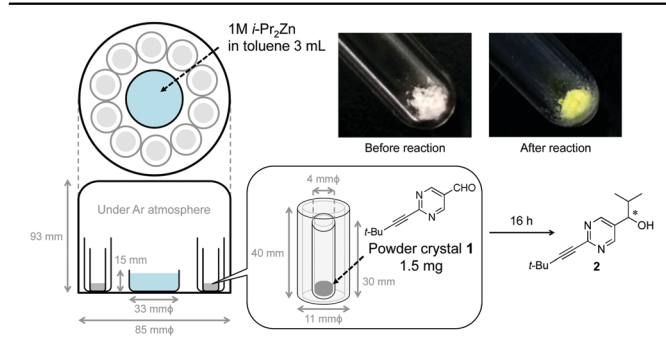 1M i-Pr2Zn
in toluene 3 mL
Before reaction
After reaction
Under Ar atmosphere
93 mm
15 mm
33 mmϕ
85 mmϕ
4 mmϕ
40 mm
30 mm
11 mmϕ
N
N
CHO
t-Bu
Powder crystal 1
1.5 mg
16 h
*
OH
N
N
t-Bu
2